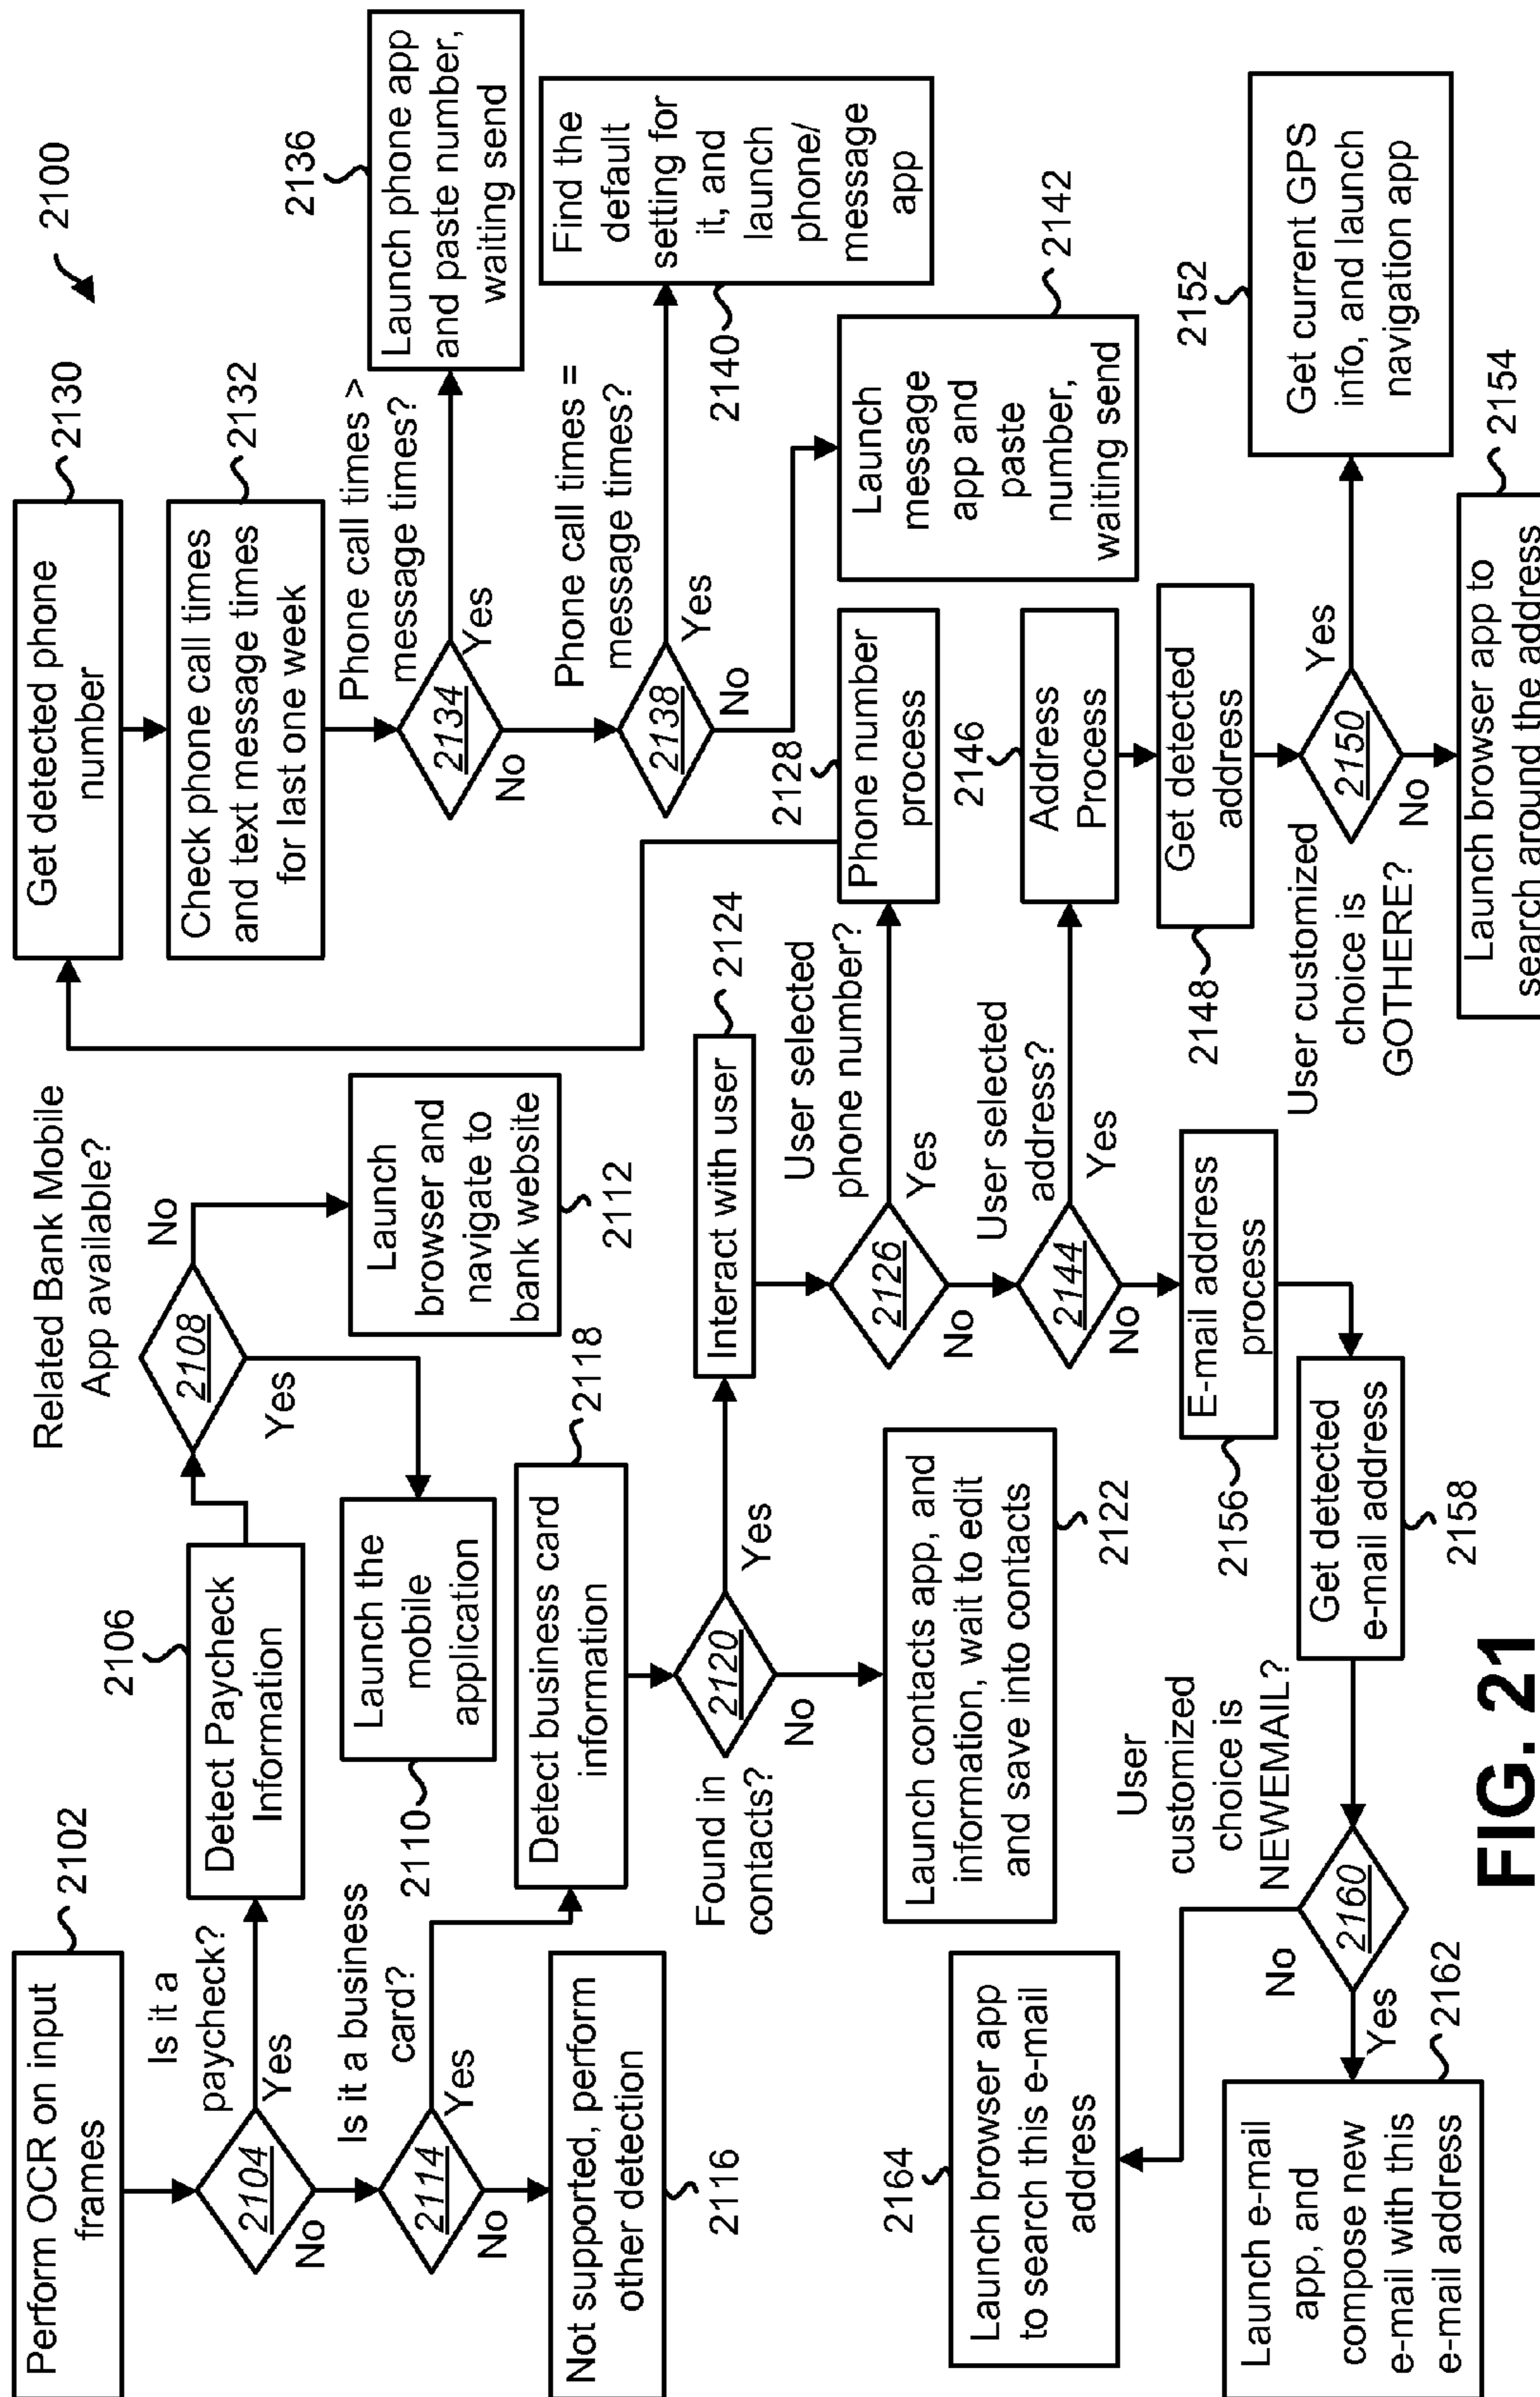 2100
2102
Perform OCR on input
frames
Is it a
paycheck?
2104
Yes
No
2106
Detect Paycheck
Information
Related Bank Mobile
App available?
2108
No
Yes
Launch
browser and
navigate to
bank website
2112
Launch the
mobile
application
2110
Is it a business
card?
2114
Yes
No
Not supported, perform
other detection
2116
Detect business card
information
2118
Found in
contacts?
2120
Yes
No
Launch contacts app, and
information, wait to edit
and save into contacts
2122
Interact with user
2124
User selected
phone number?
2126
Yes
No
Phone number
process
2128
Get detected phone
number
2130
Check phone call times
and text message times
for last one week
2132
Phone call times >
message times?
2134
Yes
No
2136
Launch phone app
and paste number,
waiting send
Phone call times =
message times?
2138
Yes
No
Find the
default
setting for
it, and
launch
phone/
message
app
2140
Launch
message
app and
paste
number,
waiting send
2142
User selected
address?
2144
Yes
No
2146
Address
Process
Get detected
address
2148
User customized
choice is
GOTHERE?
2150
Yes
No
2152
Get current GPS
info, and launch
navigation app
Launch browser app to
search around the address
2154
E-mail address
process
2156
Get detected
e-mail address
2158
User
customized
choice is
NEWEMAIL?
2160
No
Yes
Launch e-mail
app, and
compose new
e-mail with this
e-mail address
2162
2164
Launch browser app
to search this e-mail
address
FIG. 21